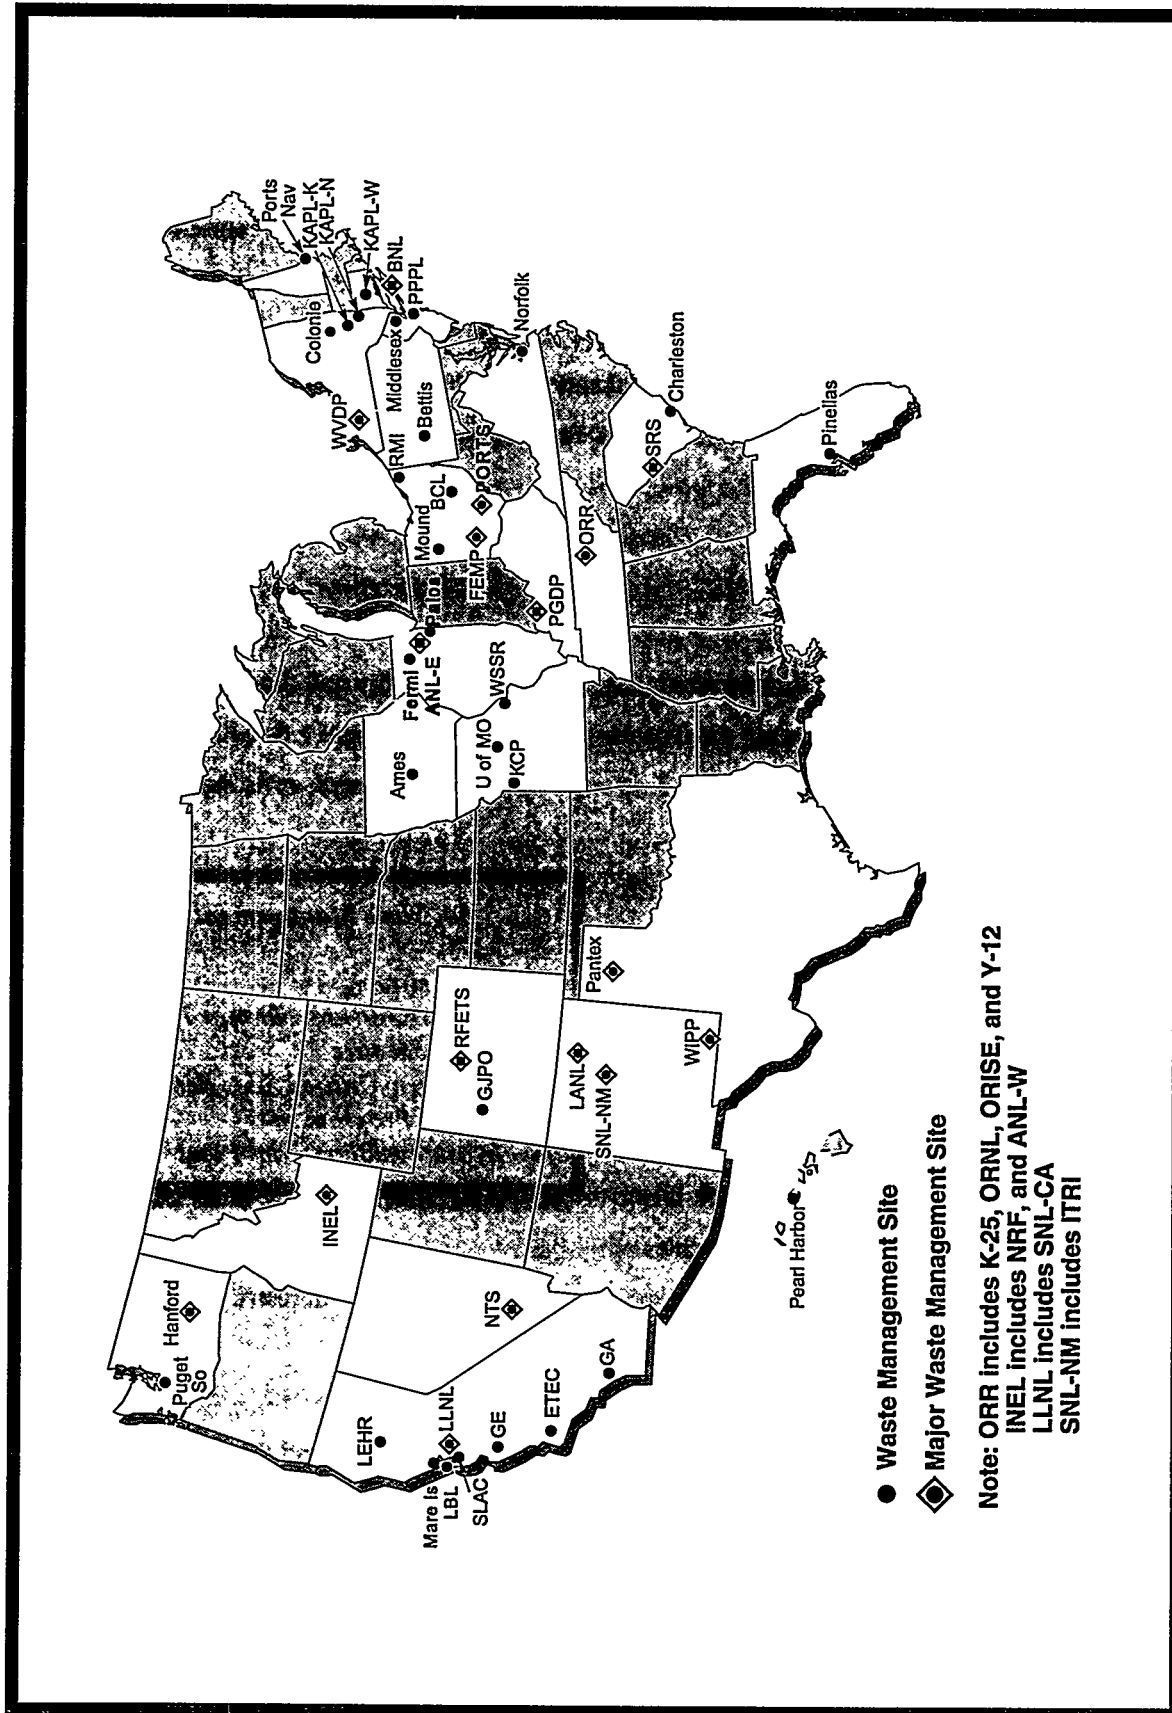 Puget
So
Hanford
INEL
LEHR
Mare Is
LBL
SLAC
LLNL
GE
ETEC
GA
NTS
RFETS
GJPO
LANL
SNL-NM
WIPP
Pantex
Ames
U of MO
KCP
WSSR
Fermi
ANL-E
Palos
Mound
BCL
FEMP
PORTS
PGDP
ORR
RMI
WVDP
Bettis
Middlesex
Colonie
Ports
Nav
KAPL-K
KAPL-N
KAPL-W
BNL
PPPL
Norfolk
SRS
Charleston
Pinellas
Pearl Harbor
Waste Management Site
Major Waste Management Site
Note: ORR includes K-25, ORNL, ORISE, and Y-12
INEL includes NRF, and ANL-W
LLNL includes SNL-CA
SNL-NM includes ITRI